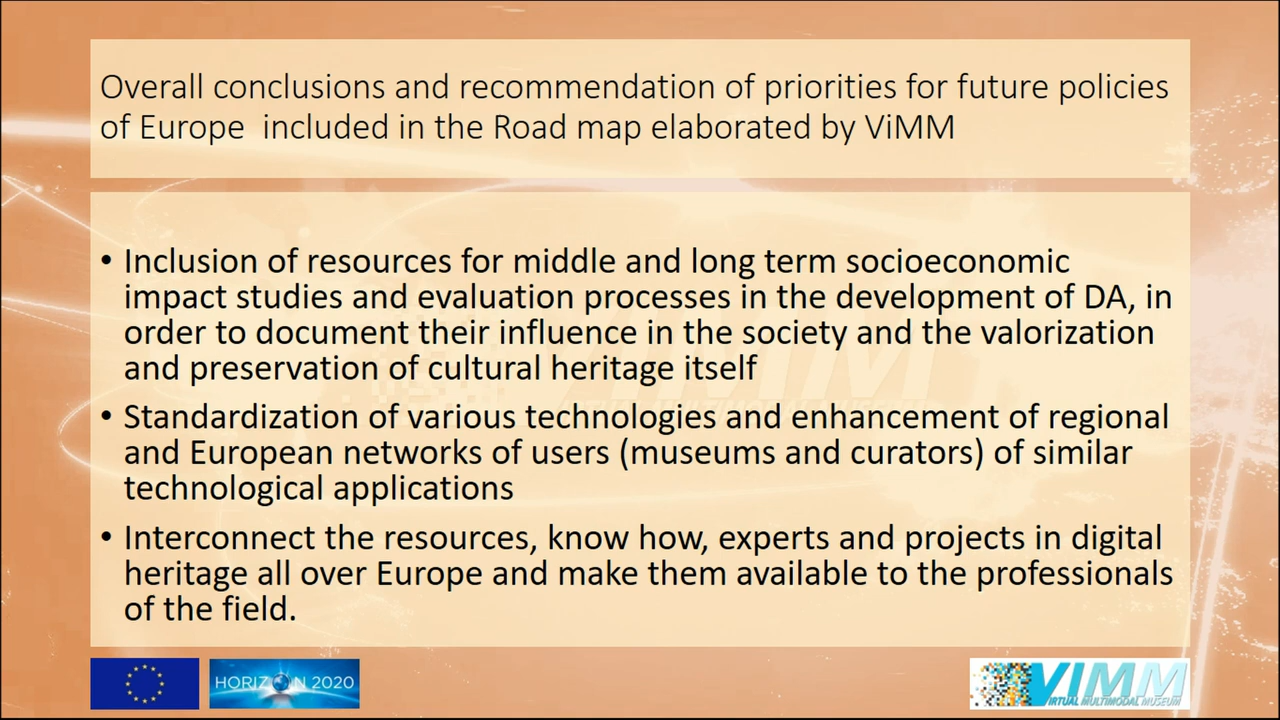 Overall conclusions and recommendation of priorities for future policies
of Europe included in the Road map elaborated by ViMM
• Inclusion of resources for middle and long term socioeconomic
impact studies and evaluation processes in the development of DA, in
order to document their influence in the society and the valorization
and preservation of cultural heritage itself
• Standardization of various technologies and enhancement of regional
and European networks of users (museums and curators) of similar
technological applications
• Interconnect the resources, know how, experts and projects in digital
heritage all over Europe and make them available to the professionals
of the field.
HORIZON 2020
VIMM
VIRTUAL MULTIMODAL MUSEUM